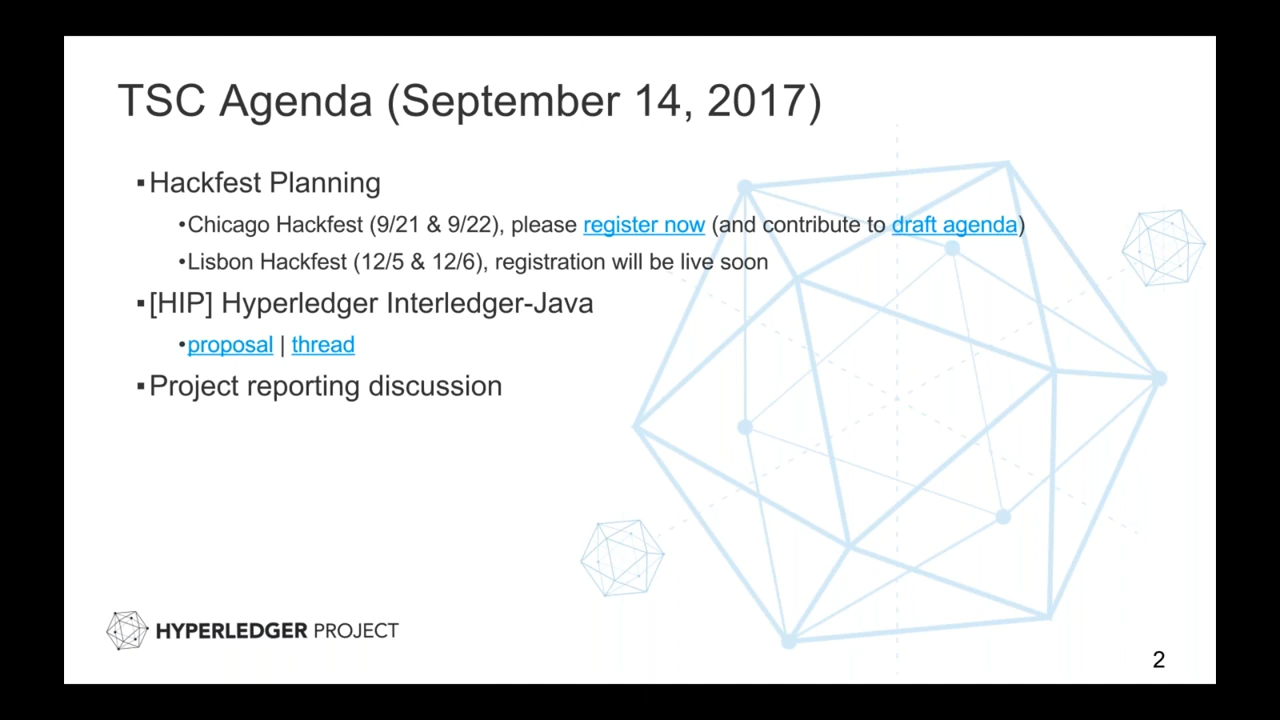 TSC Agenda (September 14, 2017)
▪Hackfest Planning
•Chicago Hackfest (9/21 & 9/22), please register now (and contribute to draft agenda)
•Lisbon Hackfest (12/5 & 12/6), registration will be live soon
▪[HIP] Hyperledger Interledger-Java
•proposal | thread
▪Project reporting discussion
HYPERLEDGER PROJECT
2